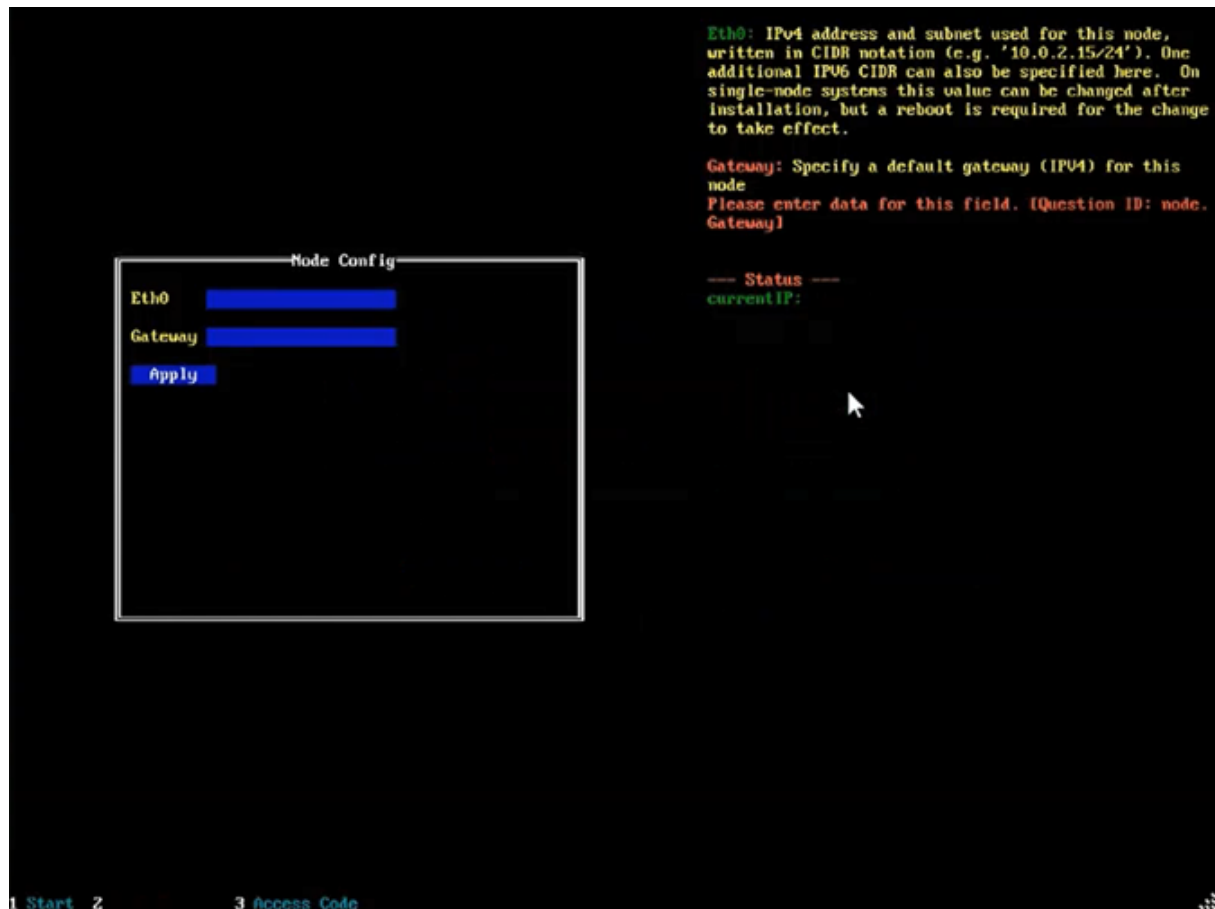 Eth0: IPv4 address and subnet used for this node,
written in CIDR notation (e.g. '10.0.2.15/24'). One
additional IPV6 CIDR can also be specified here. On
single-node systems this value can be changed after
installation, but a reboot is required for the change
to take effect.
Gateway: Specify a default gateway (IPV4) for this
node
Please enter data for this field. [Question ID: node.
Gateway]
--- Status ---
currentIP:
Node Config
Eth0
Gateway
Apply
1 Start 2 3 Access Code